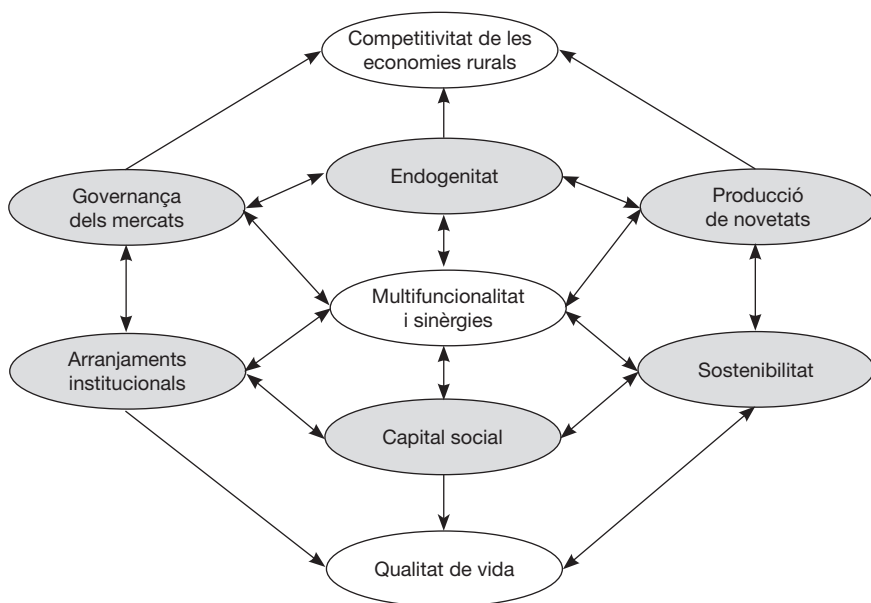 Competitivitat de les
economies rurals
Endogenitat
Governança
dels mercats
Producció
de novetats
Multifuncionalitat
i sinèrgies
Arranjaments
institucionals
Sostenibilitat
Capital social
Qualitat de vida